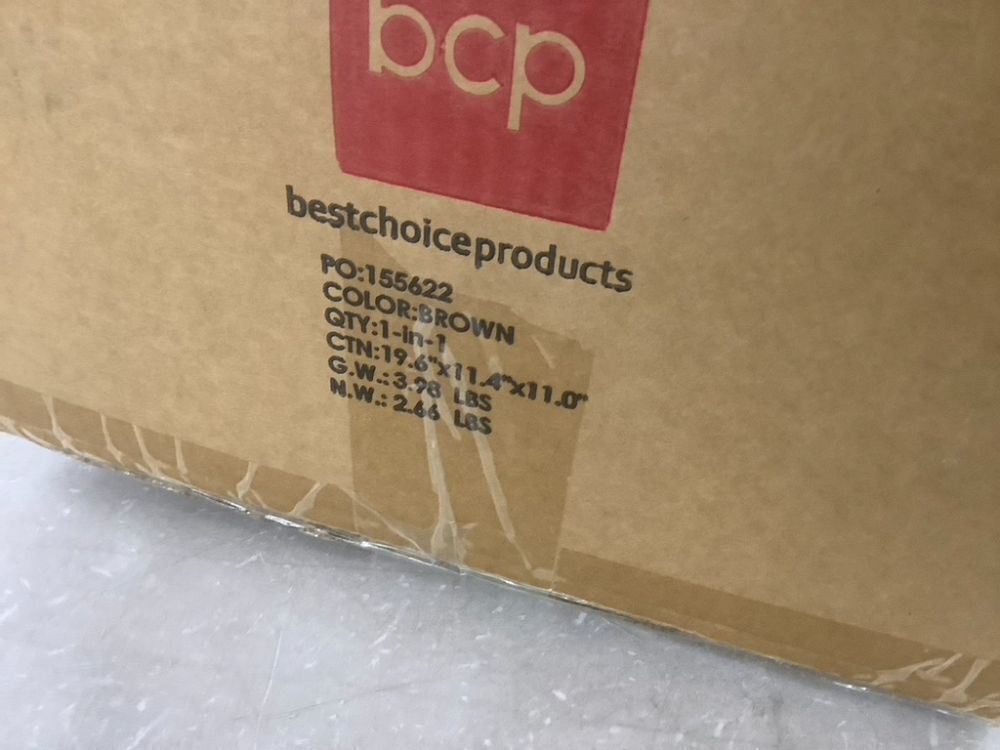 bcp
bestchoiceproducts
PO:155622
COLOR:BROWN
QTY:1-in-1
CTN:19.6"x11.4"x11.0"
G.W.:3.98 LBS
N.W.:2.66 LBS